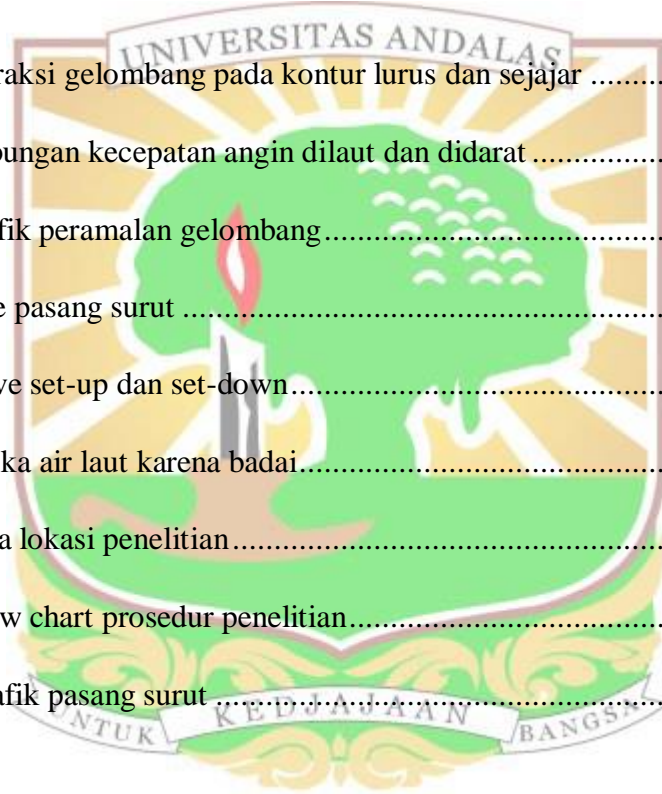 UNIVERSITAS ANDALAS
raksi gelombang pada kontur lurus dan sejajar .........
bungan kecepatan angin dilaut dan didarat ................
fik peramalan gelombang..........................................
e pasang surut ............................................................
ve set-up dan set-down..............................................
ka air laut karena badai.............................................
a lokasi penelitian......................................................
w chart prosedur penelitian.......................................
afik pasang surut ........................................................
UNTUK KEDJAJAAN BANGSA